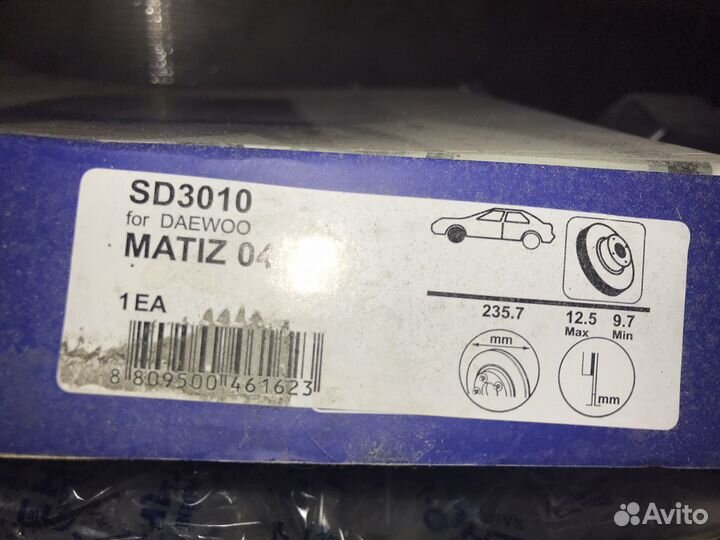 SD3010
for DAEWOO
MATIZ 04
1EA
8 809500 461623
235.7 12.5 9.7
Max Min
mm
mm
Avito